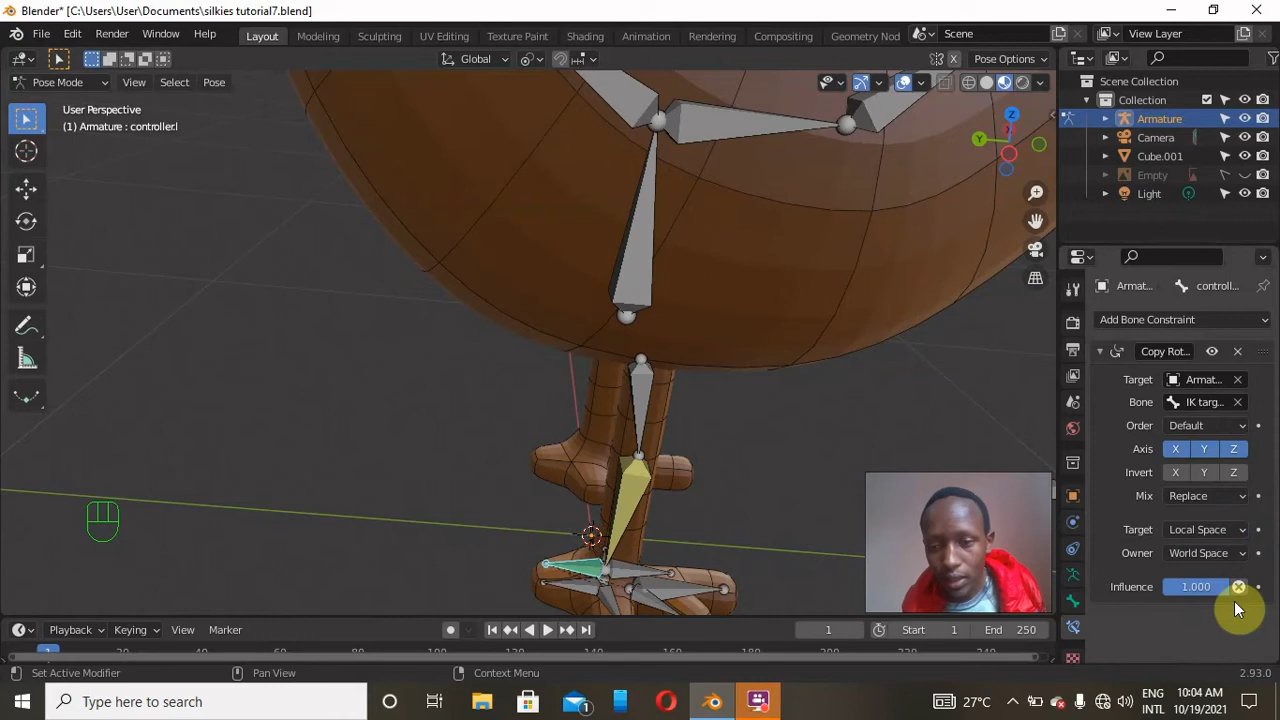 Blender* [C:\Users\User\Documents\silkies tutorial7.blend]
File Edit Render Window Help Layout Modeling Sculpting UV Editing Texture Paint Shading Animation Rendering Compositing Geometry Nod Scene View Layer
Global Pose Options
Pose Mode View Select Pose
User Perspective
(1) Armature : controller.l
X
Z
Y
Scene Collection
Collection
Armature
Camera
Cube.001
Empty
Light
Armat... controll...
Add Bone Constraint
Copy Rot...
Target Armat...
Bone IK targ...
Order Default
Axis X Y Z
Invert X Y Z
Mix Replace
Target Local Space
Owner World Space
Influence 1.000
Playback Keying View Marker 1 Start 1 End 250
Set Active Modifier Pan View Context Menu 2.93.0
Type here to search 1 27°C ENG INTL 10:04 AM 10/19/2021